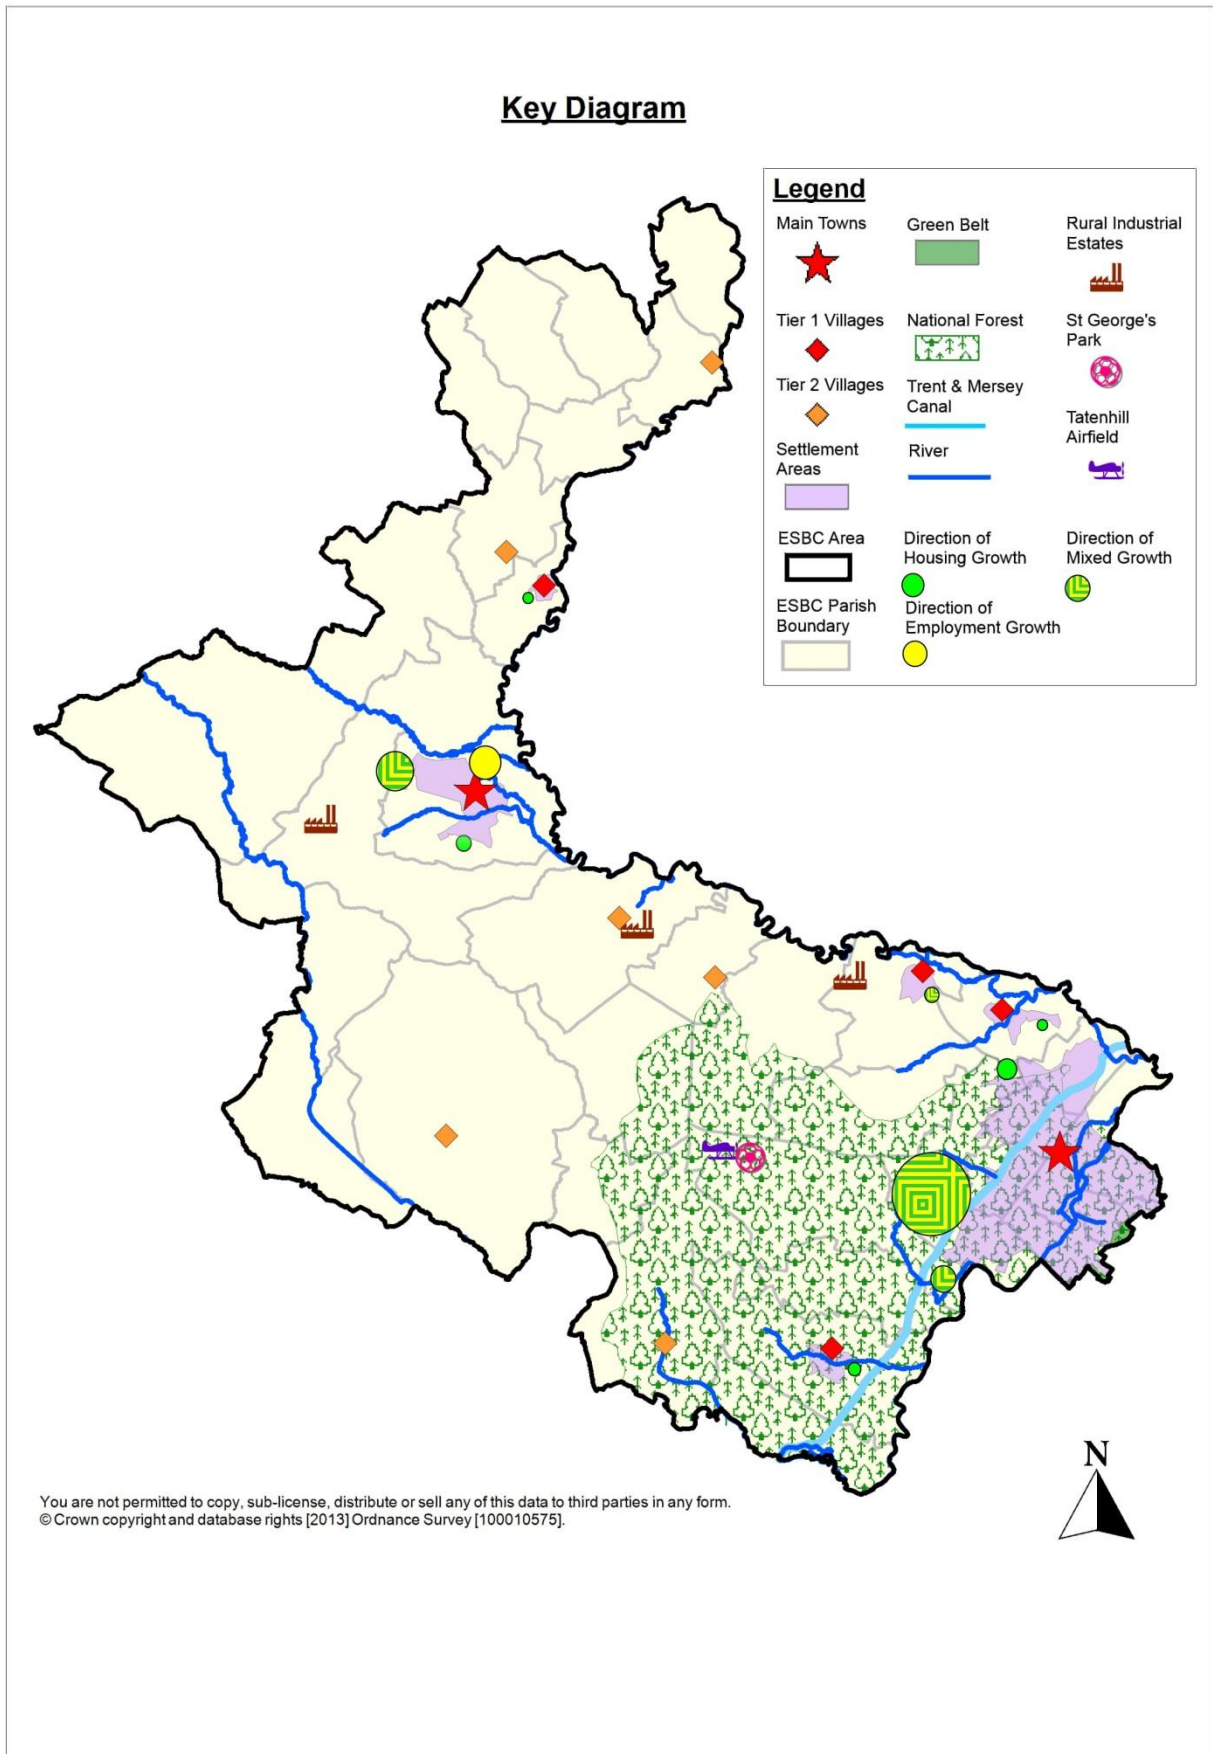 Key Diagram
Legend
Main Towns
Green Belt
Rural Industrial
Estates
Tier 1 Villages
National Forest
St George's
Park
Tier 2 Villages
Trent & Mersey
Canal
Tatenhill
Airfield
Settlement
Areas
River
ESBC Area
Direction of
Housing Growth
Direction of
Mixed Growth
ESBC Parish
Boundary
Direction of
Employment Growth
N
You are not permitted to copy, sub-license, distribute or sell any of this data to third parties in any form.
© Crown copyright and database rights [2013] Ordnance Survey [100010575].